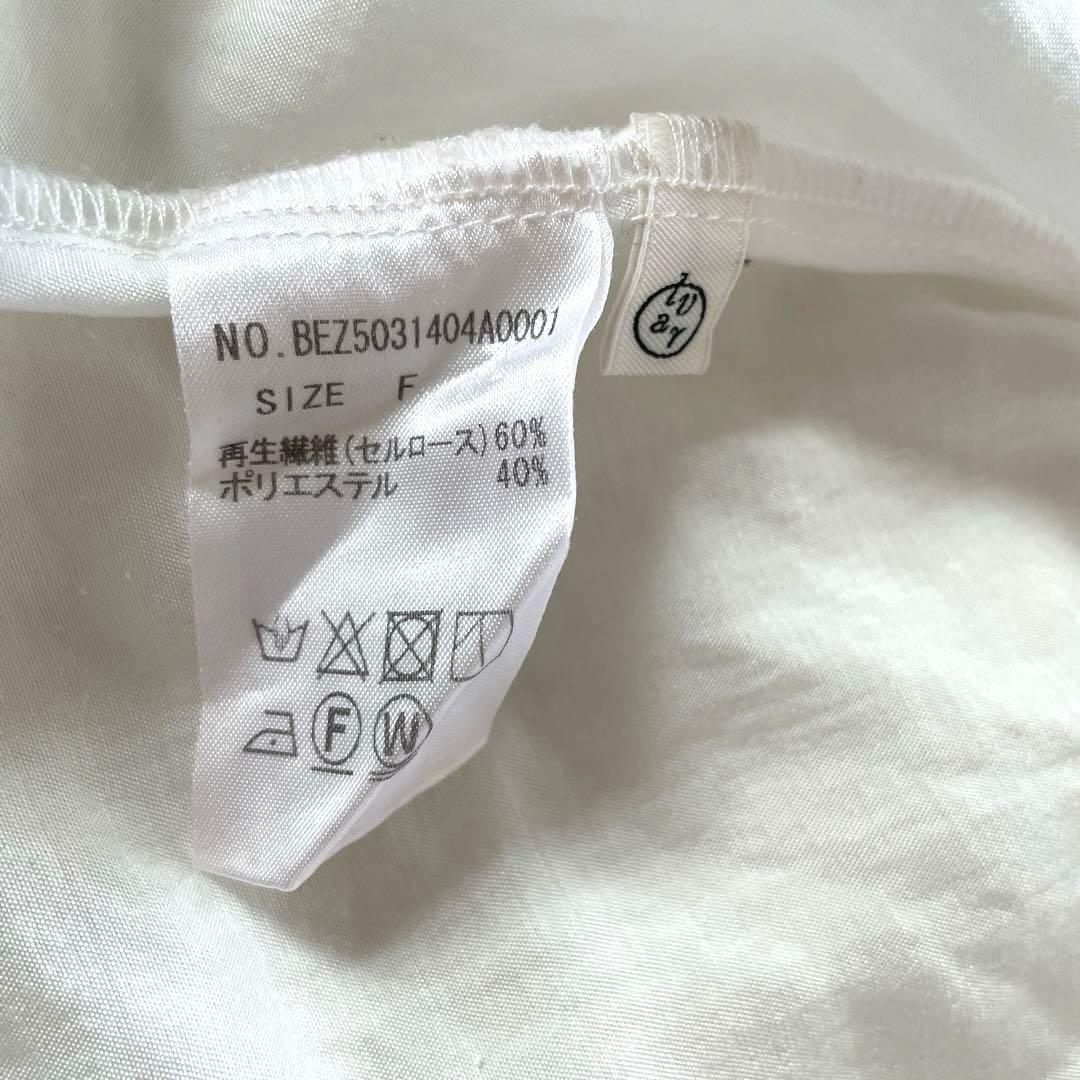 NO.BEZ5031404A0001
SIZE F
再生繊維(セルロース)60%
ポリエステル 40%
F W